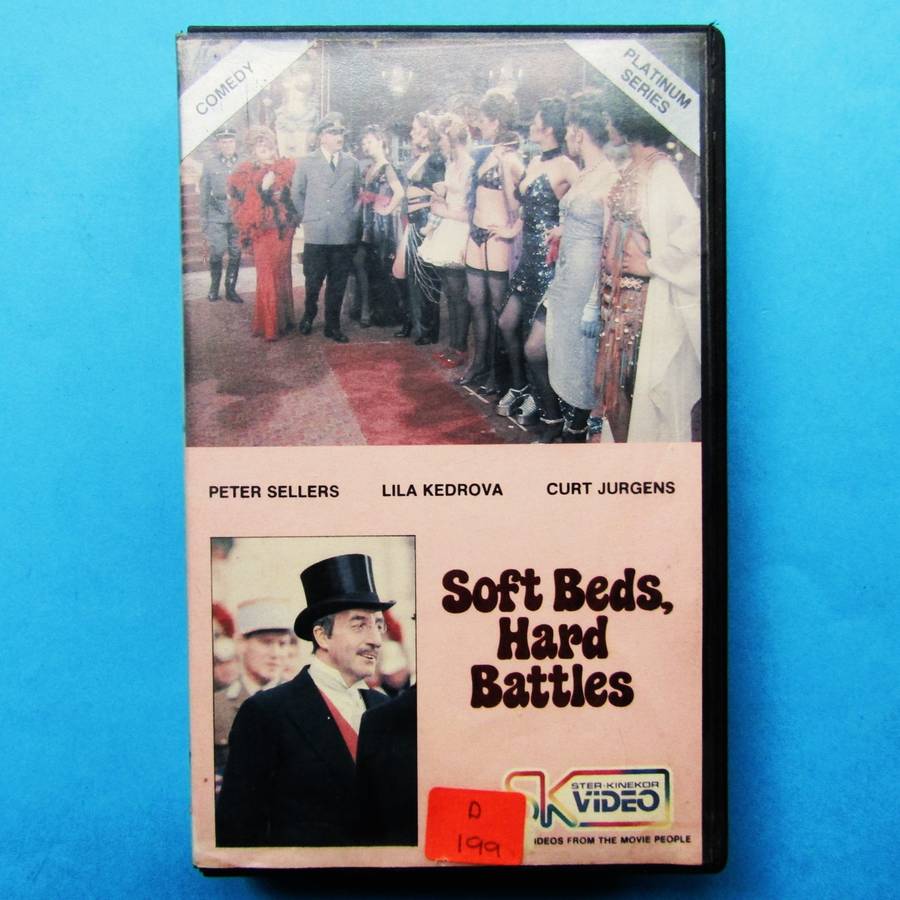 COMEDY
PLATINUM
SERIES
PETER SELLERS LILA KEDROVA CURT JURGENS
Soft Beds,
Hard
Battles
STER-KINEKOR
VIDEO
IDEOS FROM THE MOVIE PEOPLE
D
199